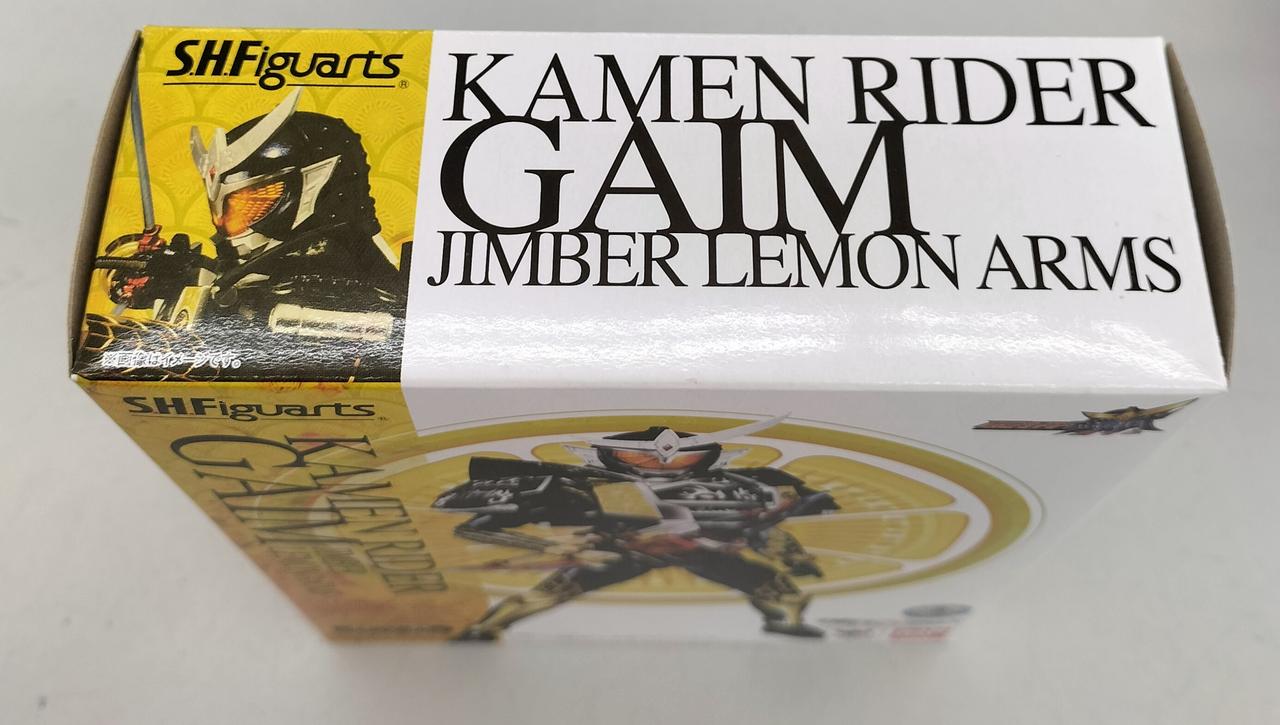 S.H.Figuarts®
KAMEN RIDER
GAIM
JIMBER LEMON ARMS
※画像はイメージです。
S.H.Figuarts
KAMEN RIDER
GAIM